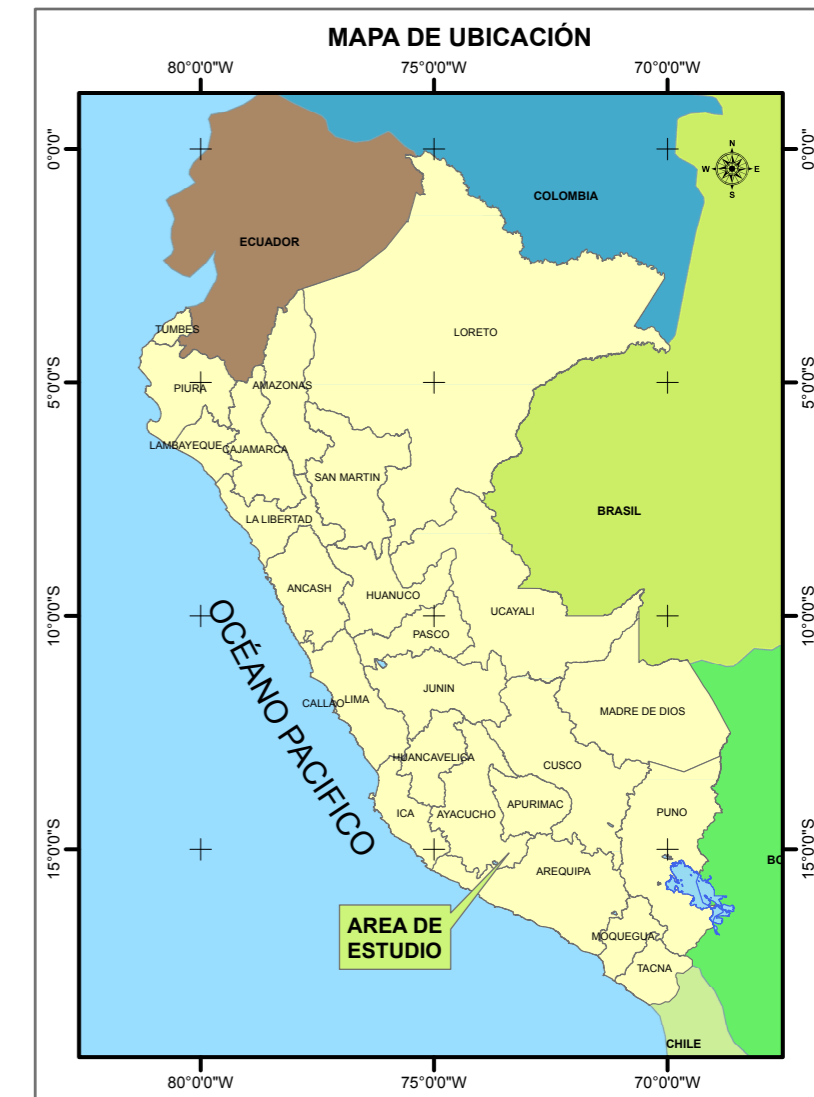 MAPA DE UBICACIÓN
80°0'0"W 75°0'0"W 70°0'0"W
0°0'0" 0°0'0"
N
W E
S
COLOMBIA
ECUADOR
TUMBES
LORETO
5°0'0"S 5°0'0"S
PIURA
AMAZONAS
LAMBAYEQUE
CAJAMARCA
SAN MARTIN
BRASIL
LA LIBERTAD
ANCASH
HUANUCO
UCAYALI
10°0'0"S 10°0'0"S
PASCO
OCÉANO PACIFICO
JUNIN
CALLAO
LIMA
MADRE DE DIOS
HUANCAVELICA
CUSCO
ICA
AYACUCHO
APURIMAC
PUNO
15°0'0"S 15°0'0"S
BO
AREQUIPA
AREA DE
ESTUDIO
MOQUEGUA
TACNA
CHILE
80°0'0"W 75°0'0"W 70°0'0"W